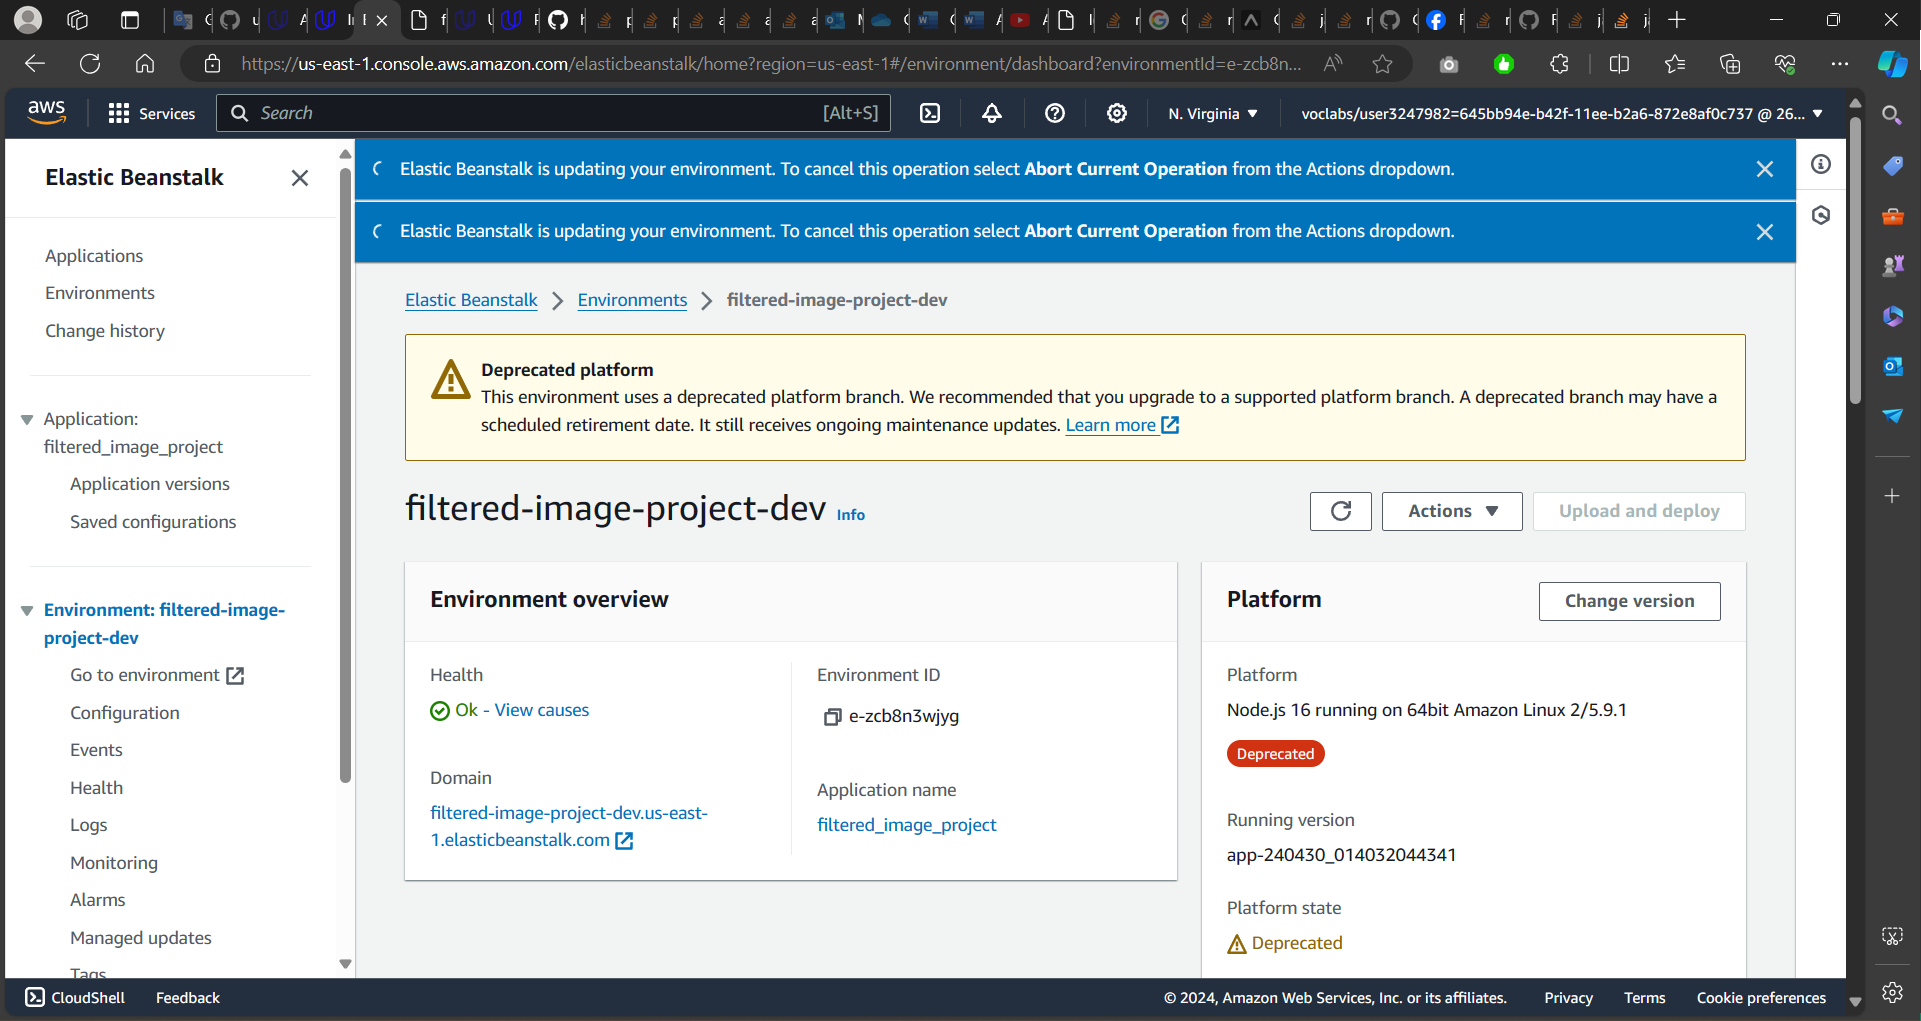 https://us-east-1.console.aws.amazon.com/elasticbeanstalk/home?region=us-east-1#/environment/dashboard?environmentId=e-zcb8n...
aws
Services
Search
[Alt+S]
N. Virginia
voclabs/user3247982=645bb94e-b42f-11ee-b2a6-872e8af0c737 @ 26...
Elastic Beanstalk
Applications
Environments
Change history
Application:
filtered_image_project
Application versions
Saved configurations
Environment: filtered-image-
project-dev
Go to environment
Configuration
Events
Health
Logs
Monitoring
Alarms
Managed updates
Tags
Elastic Beanstalk is updating your environment. To cancel this operation select Abort Current Operation from the Actions dropdown.
Elastic Beanstalk is updating your environment. To cancel this operation select Abort Current Operation from the Actions dropdown.
Elastic Beanstalk > Environments > filtered-image-project-dev
Deprecated platform
This environment uses a deprecated platform branch. We recommended that you upgrade to a supported platform branch. A deprecated branch may have a
scheduled retirement date. It still receives ongoing maintenance updates. Learn more
filtered-image-project-dev Info
Actions
Upload and deploy
Environment overview
Health
Ok - View causes
Domain
filtered-image-project-dev.us-east-
1.elasticbeanstalk.com
Environment ID
e-zcb8n3wjyg
Application name
filtered_image_project
Platform
Change version
Platform
Node.js 16 running on 64bit Amazon Linux 2/5.9.1
Deprecated
Running version
app-240430_014032044341
Platform state
Deprecated
CloudShell
Feedback
© 2024, Amazon Web Services, Inc. or its affiliates.
Privacy
Terms
Cookie preferences